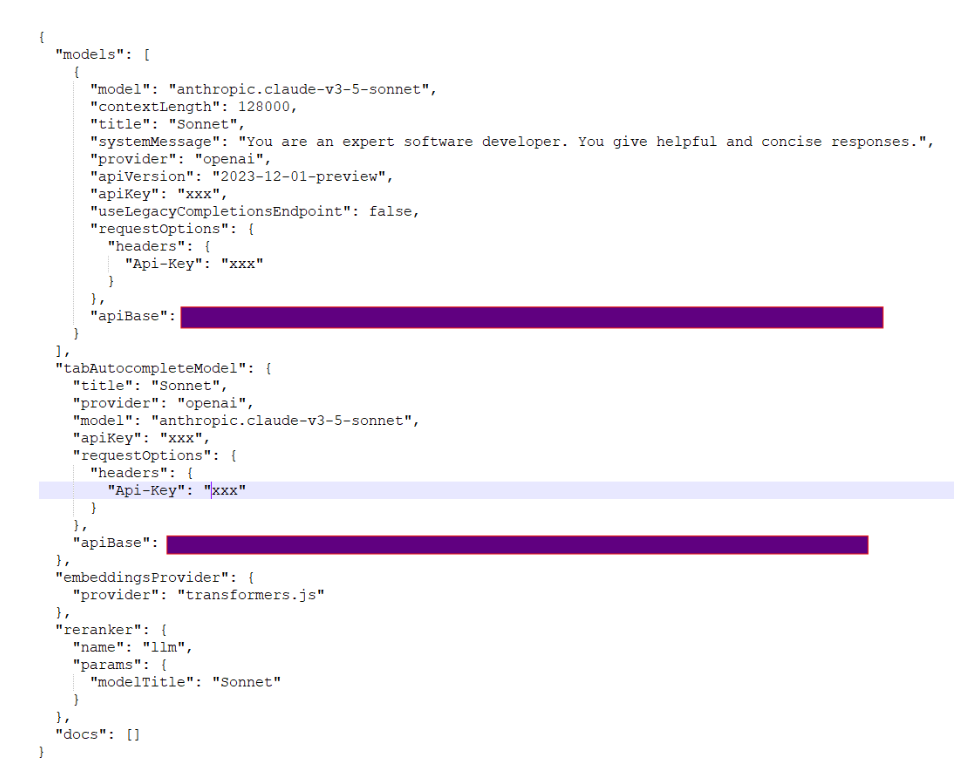 {
  "models": [
    {
      "model": "anthropic.claude-v3-5-sonnet",
      "contextLength": 128000,
      "title": "Sonnet",
      "systemMessage": "You are an expert software developer. You give helpful and concise responses.",
      "provider": "openai",
      "apiVersion": "2023-12-01-preview",
      "apiKey": "xxx",
      "useLegacyCompletionsEndpoint": false,
      "requestOptions": {
        "headers": {
          "Api-Key": "xxx"
        }
      },
      "apiBase":
    }
  ],
  "tabAutocompleteModel": {
    "title": "Sonnet",
    "provider": "openai",
    "model": "anthropic.claude-v3-5-sonnet",
    "apiKey": "xxx",
    "requestOptions": {
      "headers": {
        "Api-Key": "xxx"
      }
    },
    "apiBase":
  },
  "embeddingsProvider": {
    "provider": "transformers.js"
  },
  "reranker": {
    "name": "llm",
    "params": {
      "modelTitle": "Sonnet"
    }
  },
  "docs": []
}